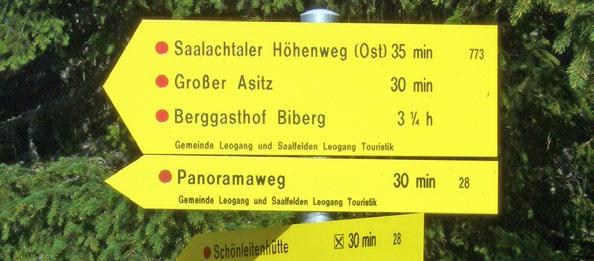 Saalachtaler Höhenweg (Ost) 35 min 773
Großer Asitz 30 min
Berggasthof Biberg 3 ¼ h
Gemeinde Leogang und Saalfelden Leogang Touristik
Panoramaweg 30 min 28
Gemeinde Leogang und Saalfelden Leogang Touristik
Schönleitenhütte 30 min 28